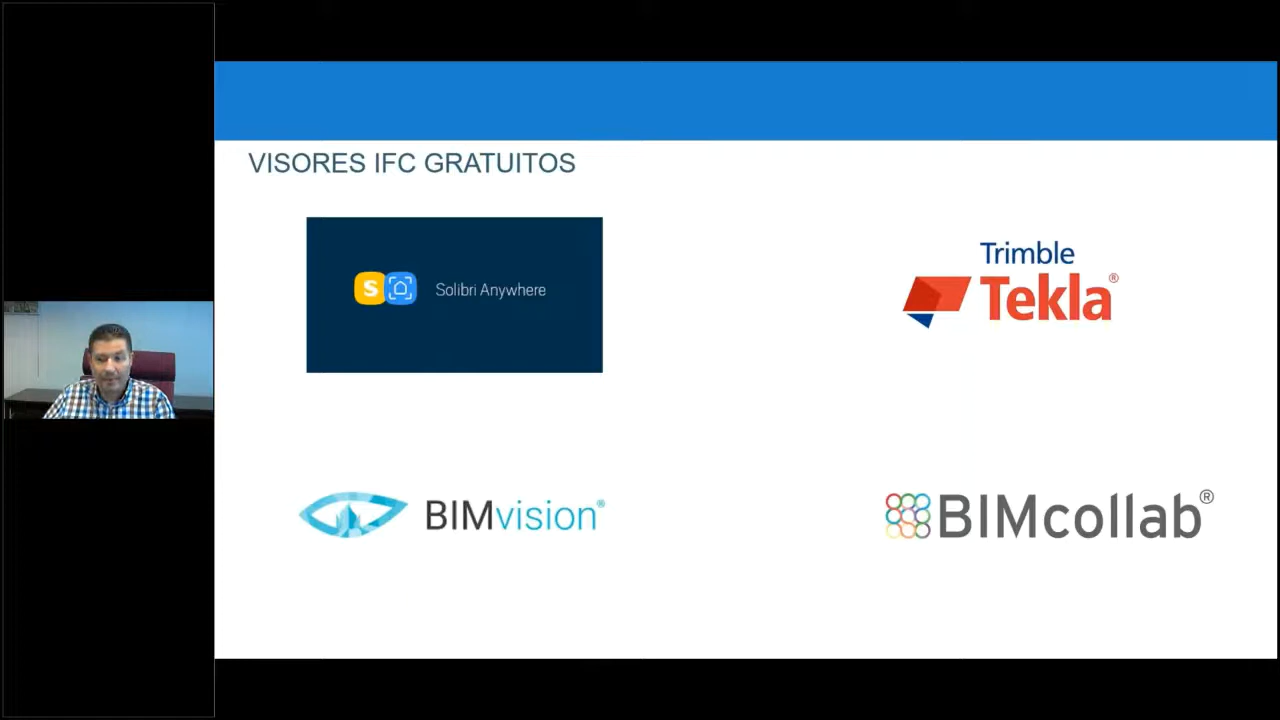 VISORES IFC GRATUITOS
S Solibri Anywhere
Trimble
Tekla®
BIMvision®
BIMcollab®